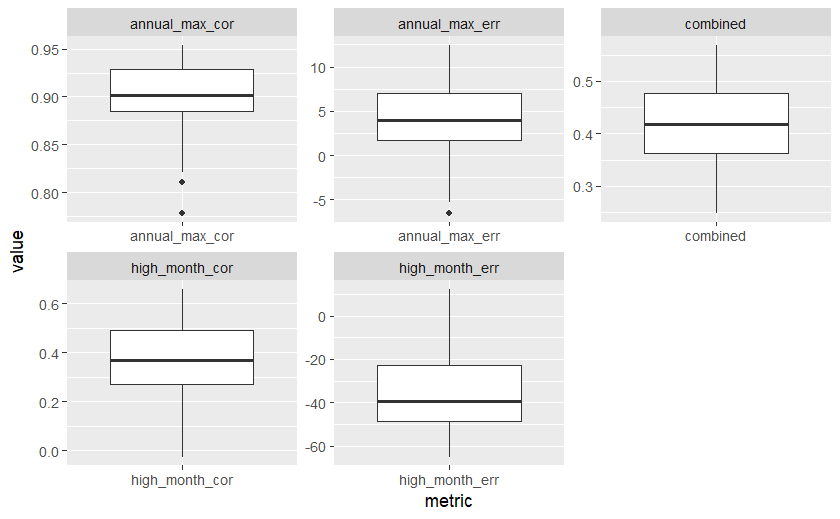 annual_max_cor
annual_max_err
combined
0.95
0.90
0.85
0.80
10
5
0
-5
0.5
0.4
0.3
annual_max_cor
annual_max_err
combined
value
high_month_cor
high_month_err
0.6
0.4
0.2
0.0
0
-20
-40
-60
high_month_cor
high_month_err
metric